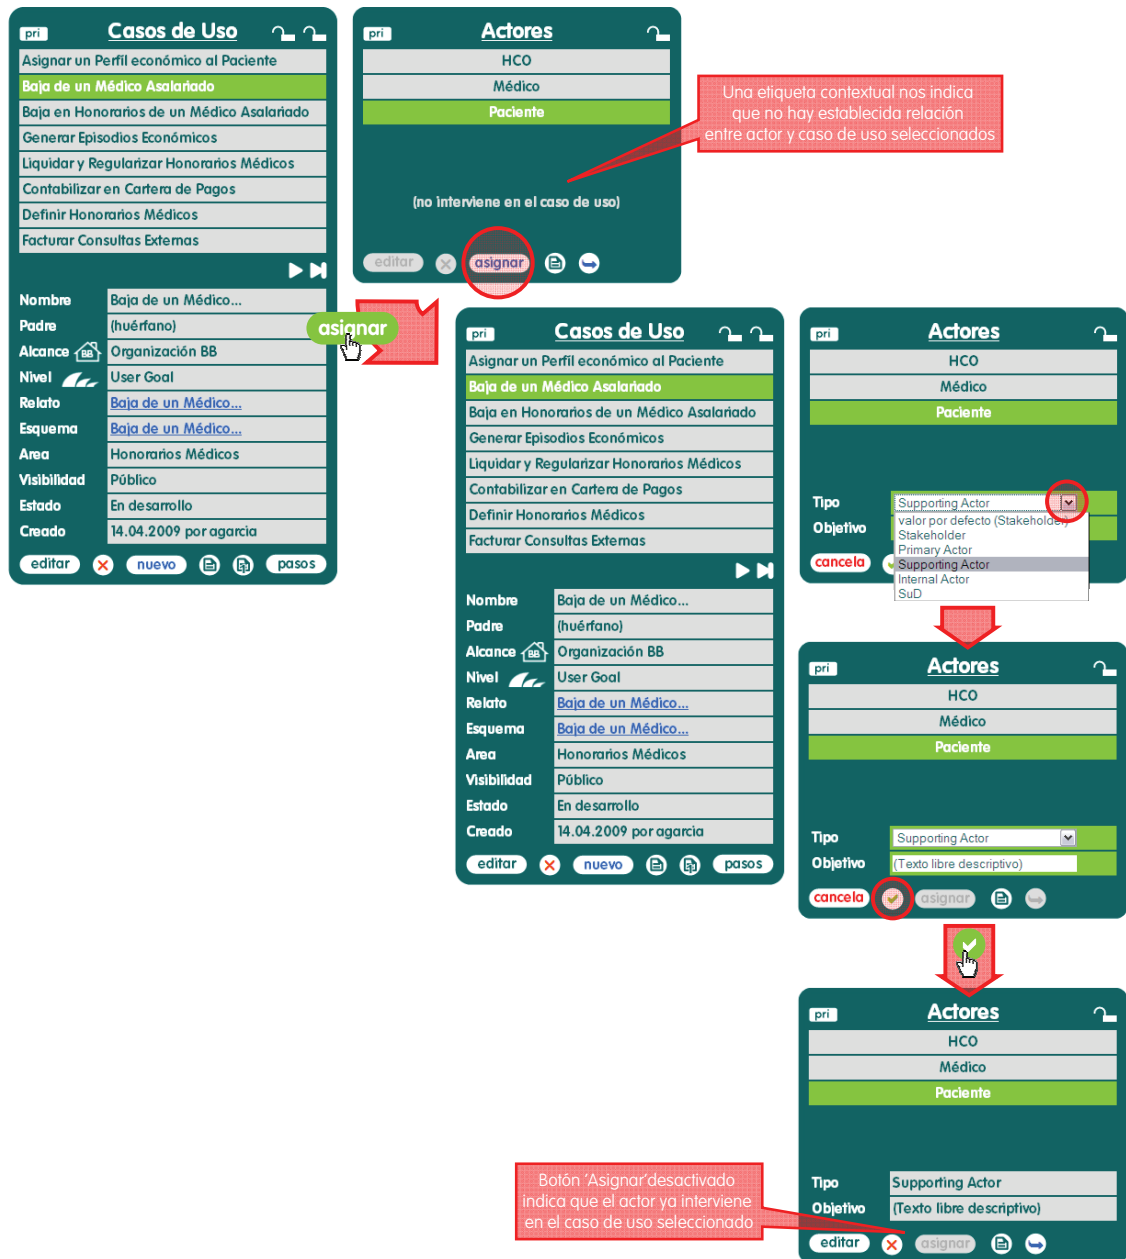 pri
Casos de Uso
Asignar un Perfil económico al Paciente
Baja de un Médico Asalariado
Baja en Honorarios de un Médico Asalariado
Generar Episodios Económicos
Liquidar y Regularizar Honorarios Médicos
Contabilizar en Cartera de Pagos
Definir Honorarios Médicos
Facturar Consultas Externas
Nombre Baja de un Médico...
Padre (huérfano)
Alcance BB Organización BB
Nivel User Goal
Relato Baja de un Médico...
Esquema Baja de un Médico...
Area Honorarios Médicos
Visibilidad Público
Estado En desarrollo
Creado 14.04.2009 por agarcia
editar nuevo pasos
pri
Actores
HCO
Médico
Paciente
(no interviene en el caso de uso)
editar asignar
Una etiqueta contextual nos indica
que no hay establecida relación
entre actor y caso de uso seleccionados
asignar
pri
Casos de Uso
Asignar un Perfil económico al Paciente
Baja de un Médico Asalariado
Baja en Honorarios de un Médico Asalariado
Generar Episodios Económicos
Liquidar y Regularizar Honorarios Médicos
Contabilizar en Cartera de Pagos
Definir Honorarios Médicos
Facturar Consultas Externas
Nombre Baja de un Médico...
Padre (huérfano)
Alcance BB Organización BB
Nivel User Goal
Relato Baja de un Médico...
Esquema Baja de un Médico...
Area Honorarios Médicos
Visibilidad Público
Estado En desarrollo
Creado 14.04.2009 por agarcia
editar nuevo pasos
pri
Actores
HCO
Médico
Paciente
Tipo Supporting Actor
Objetivo
valor por defecto (Stakeholder)
Stakeholder
Primary Actor
Supporting Actor
Internal Actor
SuD
cancela
pri
Actores
HCO
Médico
Paciente
Tipo Supporting Actor
Objetivo (Texto libre descriptivo)
cancela asignar
pri
Actores
HCO
Médico
Paciente
Tipo Supporting Actor
Objetivo (Texto libre descriptivo)
editar asignar
Botón 'Asignar'desactivado
indica que el actor ya interviene
en el caso de uso seleccionado